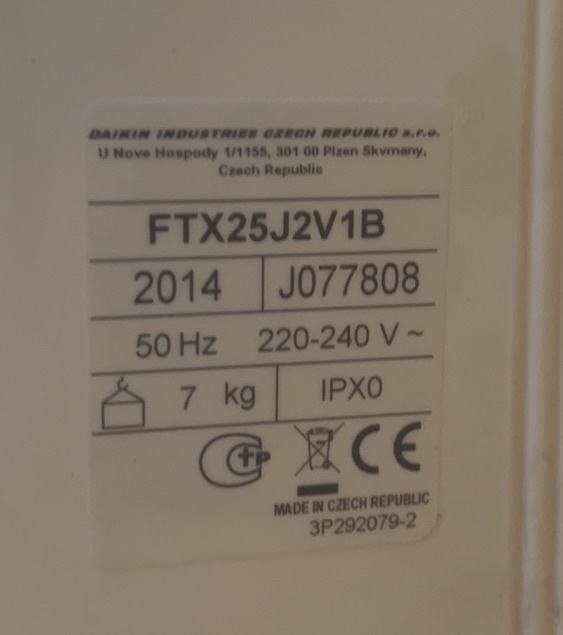 DAIKIN INDUSTRIES CZECH REPUBLIC s.r.o.
U Nove Hospody 1/1155, 301 00 Plzen Skvrnany,
Czech Republic
FTX25J2V1B
2014 J077808
50 Hz 220-240 V ~
7 kg IPX0
CE
MADE IN CZECH REPUBLIC
3P292079-2